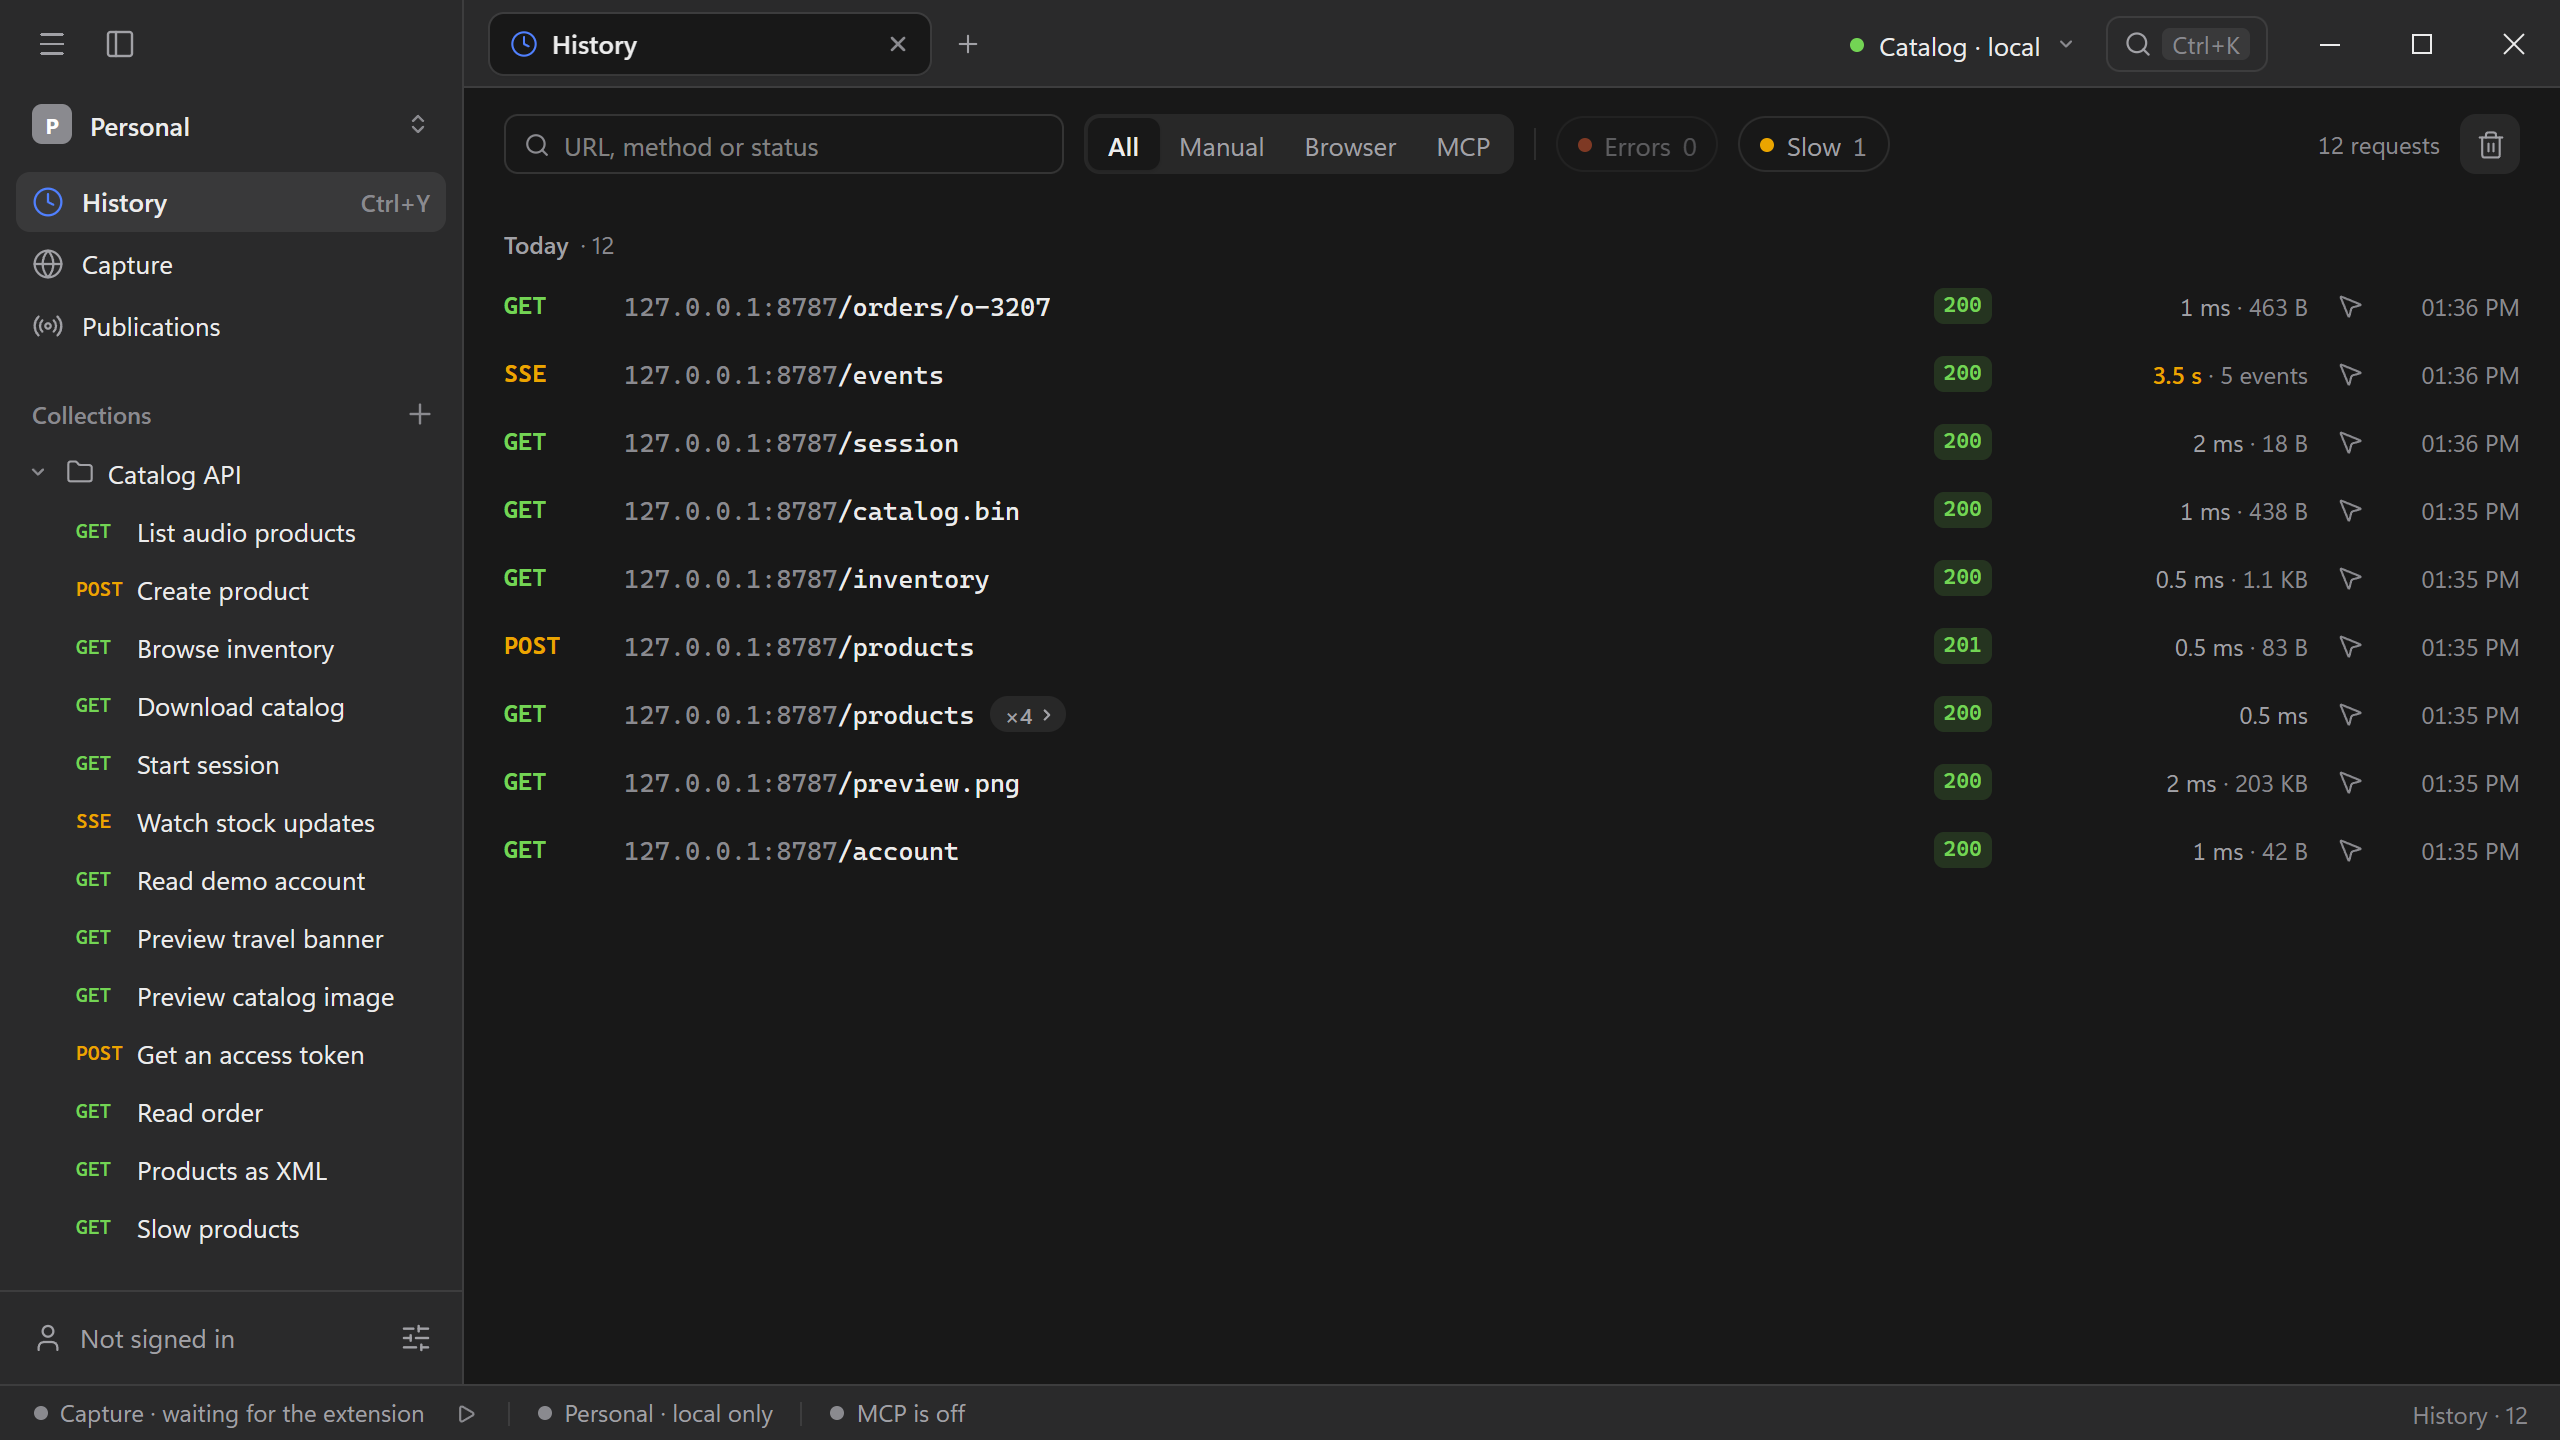 P Personal
History Ctrl+Y
Capture
Publications
Collections
Catalog API
GET List audio products
POST Create product
GET Browse inventory
GET Download catalog
GET Start session
SSE Watch stock updates
GET Read demo account
GET Preview travel banner
GET Preview catalog image
POST Get an access token
GET Read order
GET Products as XML
GET Slow products
Not signed in
History
Catalog · local
Ctrl+K
URL, method or status
All Manual Browser MCP
Errors 0
Slow 1
12 requests
Today · 12
GET 127.0.0.1:8787/orders/o-3207 200 1 ms · 463 B 01:36 PM
SSE 127.0.0.1:8787/events 200 3.5 s · 5 events 01:36 PM
GET 127.0.0.1:8787/session 200 2 ms · 18 B 01:36 PM
GET 127.0.0.1:8787/catalog.bin 200 1 ms · 438 B 01:35 PM
GET 127.0.0.1:8787/inventory 200 0.5 ms · 1.1 KB 01:35 PM
POST 127.0.0.1:8787/products 201 0.5 ms · 83 B 01:35 PM
GET 127.0.0.1:8787/products ×4 200 0.5 ms 01:35 PM
GET 127.0.0.1:8787/preview.png 200 2 ms · 203 KB 01:35 PM
GET 127.0.0.1:8787/account 200 1 ms · 42 B 01:35 PM
Capture · waiting for the extension
Personal · local only
MCP is off
History · 12